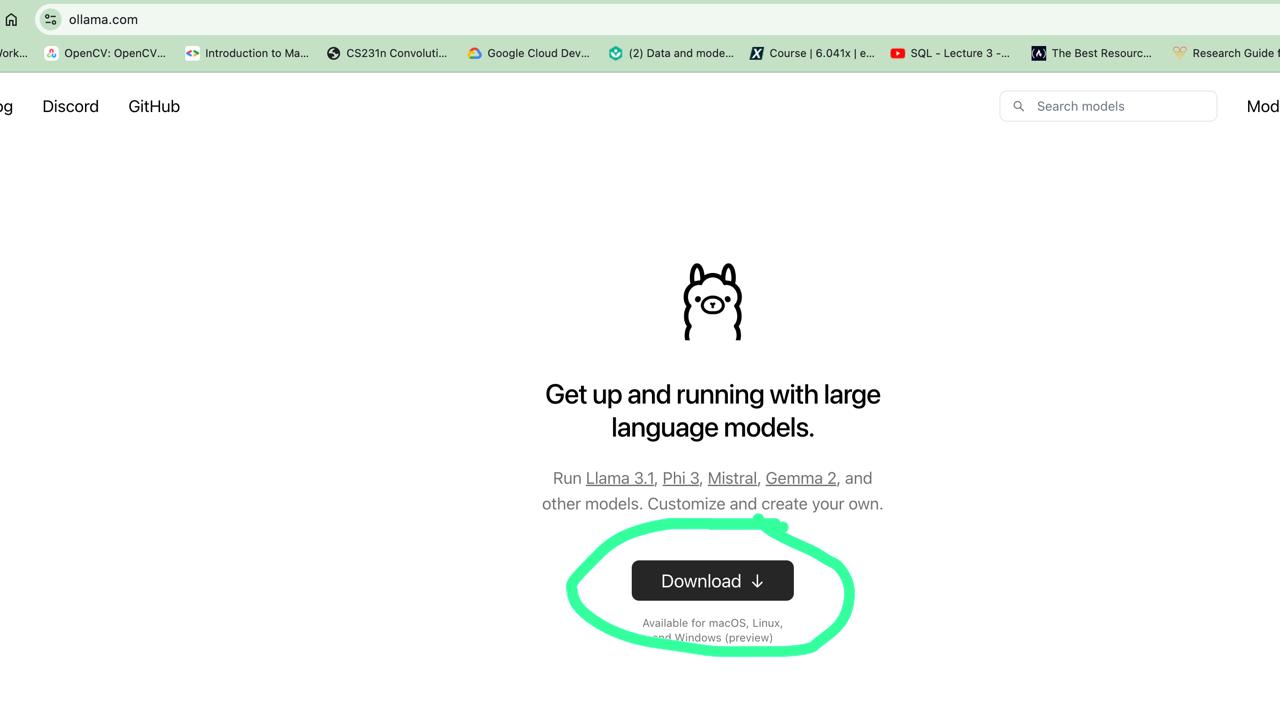 ollama.com
ork... OpenCV: OpenCV... Introduction to Ma... CS231n Convoluti... Google Cloud Dev... (2) Data and mode... Course | 6.041x | e... SQL - Lecture 3 -... The Best Resourc... Research Guide f
og Discord GitHub Search models Mod
Get up and running with large
language models.
Run Llama 3.1, Phi 3, Mistral, Gemma 2, and
other models. Customize and create your own.
Download ↓
Available for macOS, Linux,
and Windows (preview)